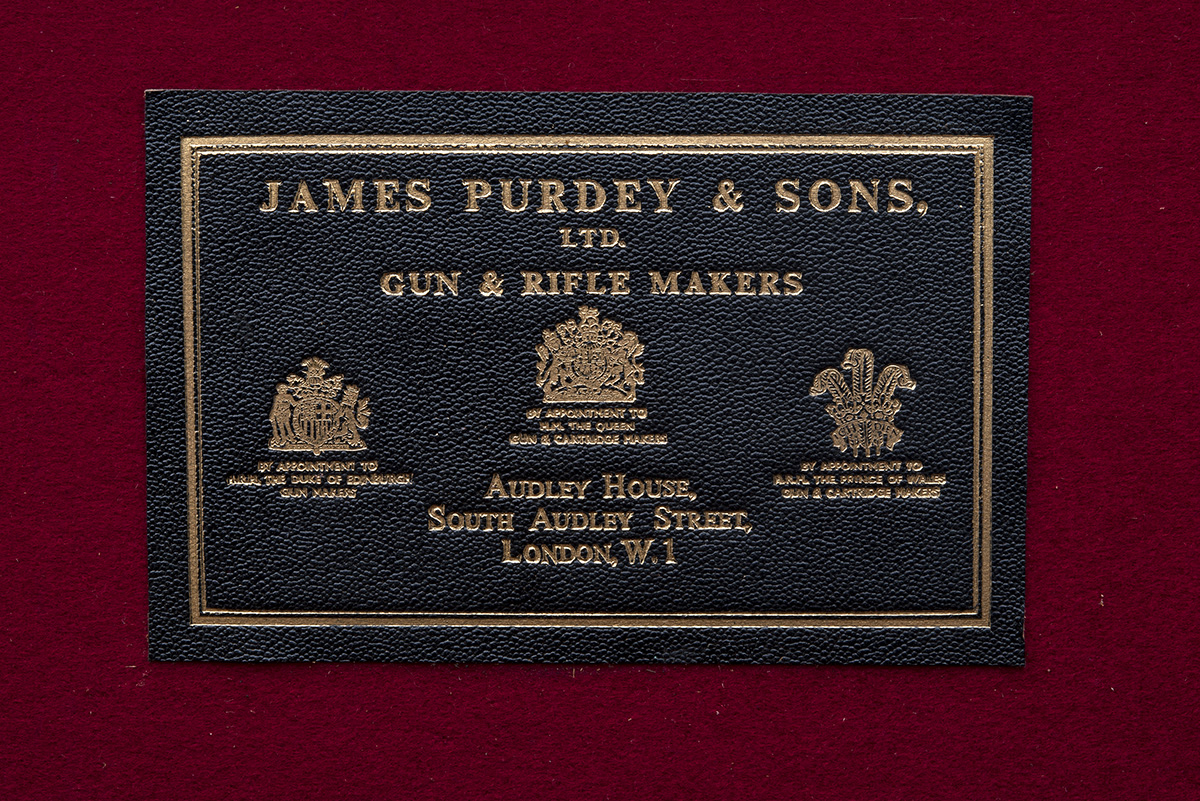 JAMES PURDEY & SONS,
LTD.
GUN & RIFLE MAKERS
BY APPOINTMENT TO
H.M. THE QUEEN
GUN & CARTRIDGE MAKERS
BY APPOINTMENT TO
H.R.H. THE DUKE OF EDINBURGH
GUN MAKERS
BY APPOINTMENT TO
H.R.H. THE PRINCE OF WALES
GUN & CARTRIDGE MAKERS
AUDLEY HOUSE,
SOUTH AUDLEY STREET,
LONDON, W.1